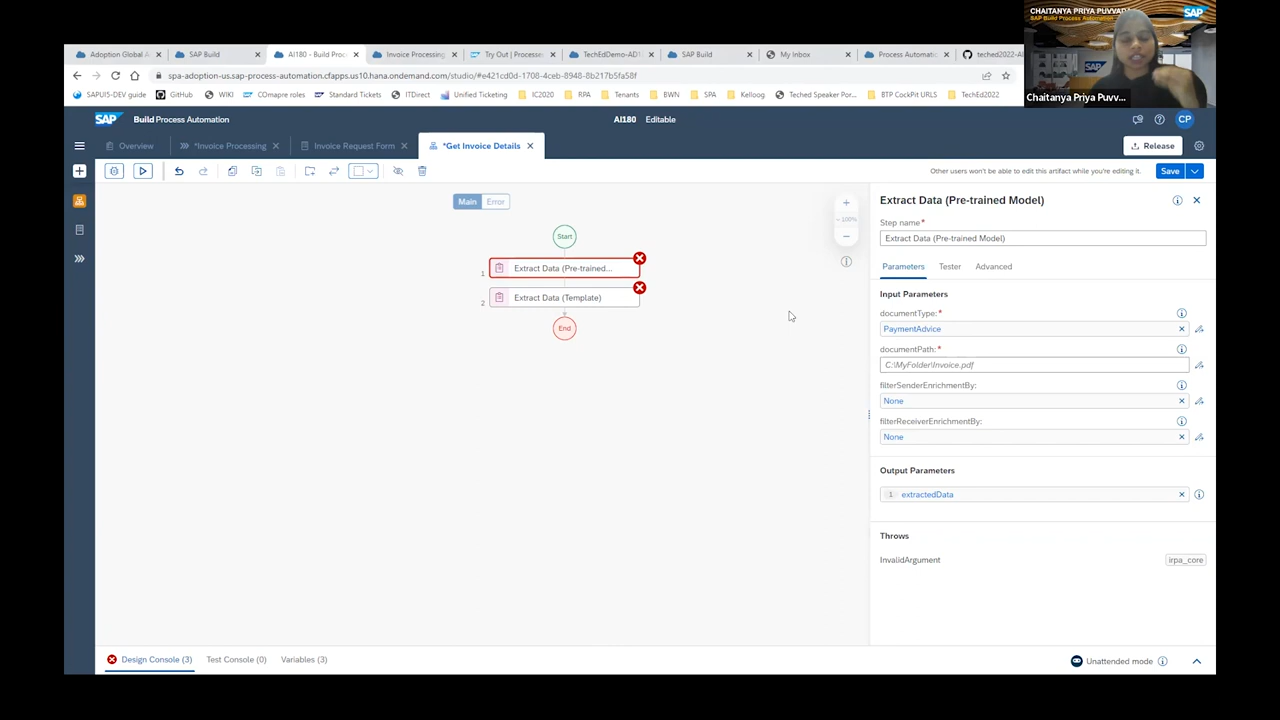 CHAITANYA PRIYA PUVVADA
SAP Build Process Automation
SAP
SAP
Chaitanya Priya Puvv...
Adoption Global A
SAP Build
AI180 - Build Proc
Invoice Processing
Try Out | Processe
TechEdDemo-AD1
SAP Build
My Inbox
Process Automatic
teched2022-AI
spa-adoption-us.sap-process-automation.cfapps.us10.hana.ondemand.com/studio/#e421cd0d-1708-4ceb-8948-8b217b5fa58f
SAPUI5-DEV guide
GitHub
WIKI
COmapre roles
Standard Tickets
ITDirect
Unified Ticketing
IC2020
RPA
Tenants
BWN
SPA
Kelloog
Teched Speaker Por...
BTP CockPit URLS
TechEd2022
SAP
Build Process Automation
AI180
Editable
CP
Overview
*Invoice Processing
Invoice Request Form
*Get Invoice Details
Release
Other users won't be able to edit this artifact while you're editing it.
Save
Main
Error
~ 100%
Start
1
Extract Data (Pre-trained...
2
Extract Data (Template)
End
Extract Data (Pre-trained Model)
Step name*
Extract Data (Pre-trained Model)
Parameters
Tester
Advanced
Input Parameters
documentType:*
PaymentAdvice
documentPath:*
C:\MyFolder\Invoice.pdf
filterSenderEnrichmentBy:
None
filterReceiverEnrichmentBy:
None
Output Parameters
1 extractedData
Throws
InvalidArgument
irpa_core
Design Console (3)
Test Console (0)
Variables (3)
Unattended mode